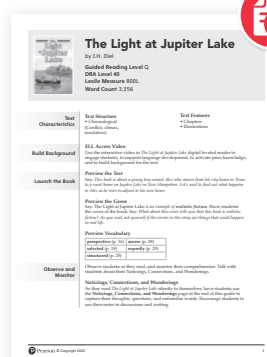 The Light
at Jupiter
Lake
The Light at Jupiter Lake
by J.H. Diel
Guided Reading Level Q
DRA Level 40
Lexile Measure 800L
Word Count 3,356
Text
Characteristics
Text Structure
• Chronological
(Conflict, climax,
resolution)
Text Features
• Chapters
• Illustrations
Build Background
ELL Access Video
Use the interactive video in The Light at Jupiter Lake digital leveled reader to
engage students, to support language development, to activate prior knowledge,
and to build background for the text.
Launch the Book
Preview the Text
Say: This book is about a young boy named Alec who moves from his city home in Texas
to a rural home on Jupiter Lake in New Hampshire. Let's read to find out what happens
to Alec as he tries to adjust to his new home.
Preview the Genre
Say: The Light at Jupiter Lake is an example of realistic fiction. Show students
the cover of the book. Say: What about this cover tells you that this book is realistic
fiction? As you read, ask yourself if the events in the story are things that could happen
in real life.
Preview Vocabulary
perspective (p. 16) access (p. 28)
selected (p. 19) expertly (p. 29)
structured (p. 25)
Observe and
Monitor
Observe students as they read, and monitor their comprehension. Talk with
students about their Noticings, Connections, and Wonderings.
Noticings, Connections, and Wonderings
As they read The Light at Jupiter Lake silently to themselves, have students use
the Noticings, Connections, and Wonderings page at the end of this guide to
capture their thoughts, questions, and unfamiliar words. Encourage students to
use their notes in discussions and writing.
Pearson © Copyright 2020
1